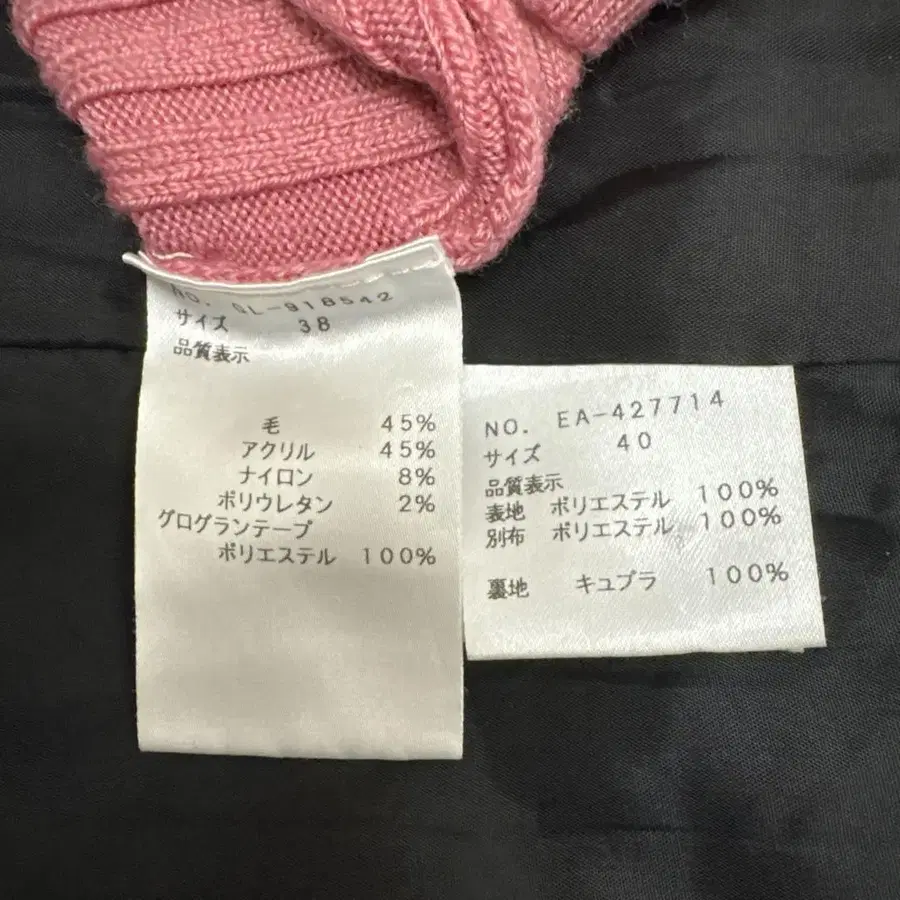 NO. GL-918542
サイズ 38
品質表示
毛 45%
アクリル 45%
ナイロン 8%
ポリウレタン 2%
グログランテープ
ポリエステル 100%
NO. EA-427714
サイズ 40
品質表示
表地 ポリエステル 100%
別布 ポリエステル 100%
裏地 キュプラ 100%